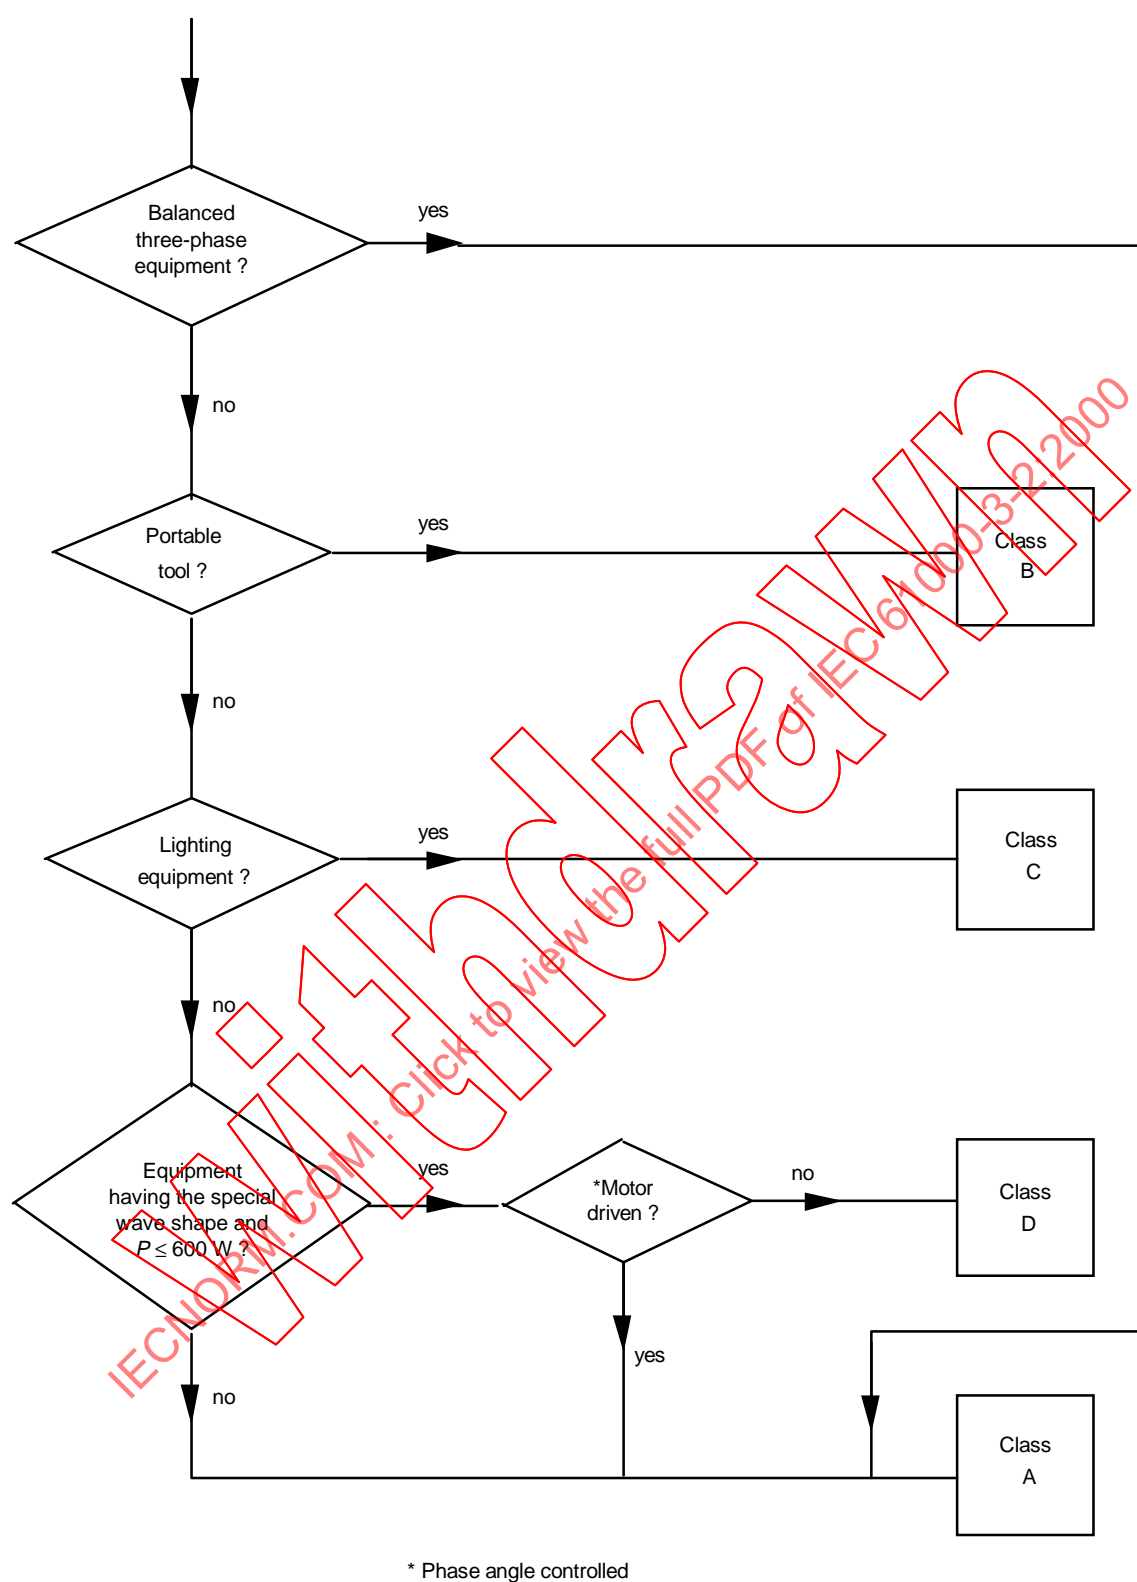 Balanced
three-phase
equipment ?
yes
no
Portable
tool ?
yes
Class
B
no
Lighting
equipment ?
yes
Class
C
no
Equipment
having the special
wave shape and
P ≤ 600 W ?
yes
*Motor
driven ?
no
Class
D
yes
no
Class
A
* Phase angle controlled
Withdrawn
IECNORM.COM : Click to view the full PDF of IEC 61000-3-2:2000